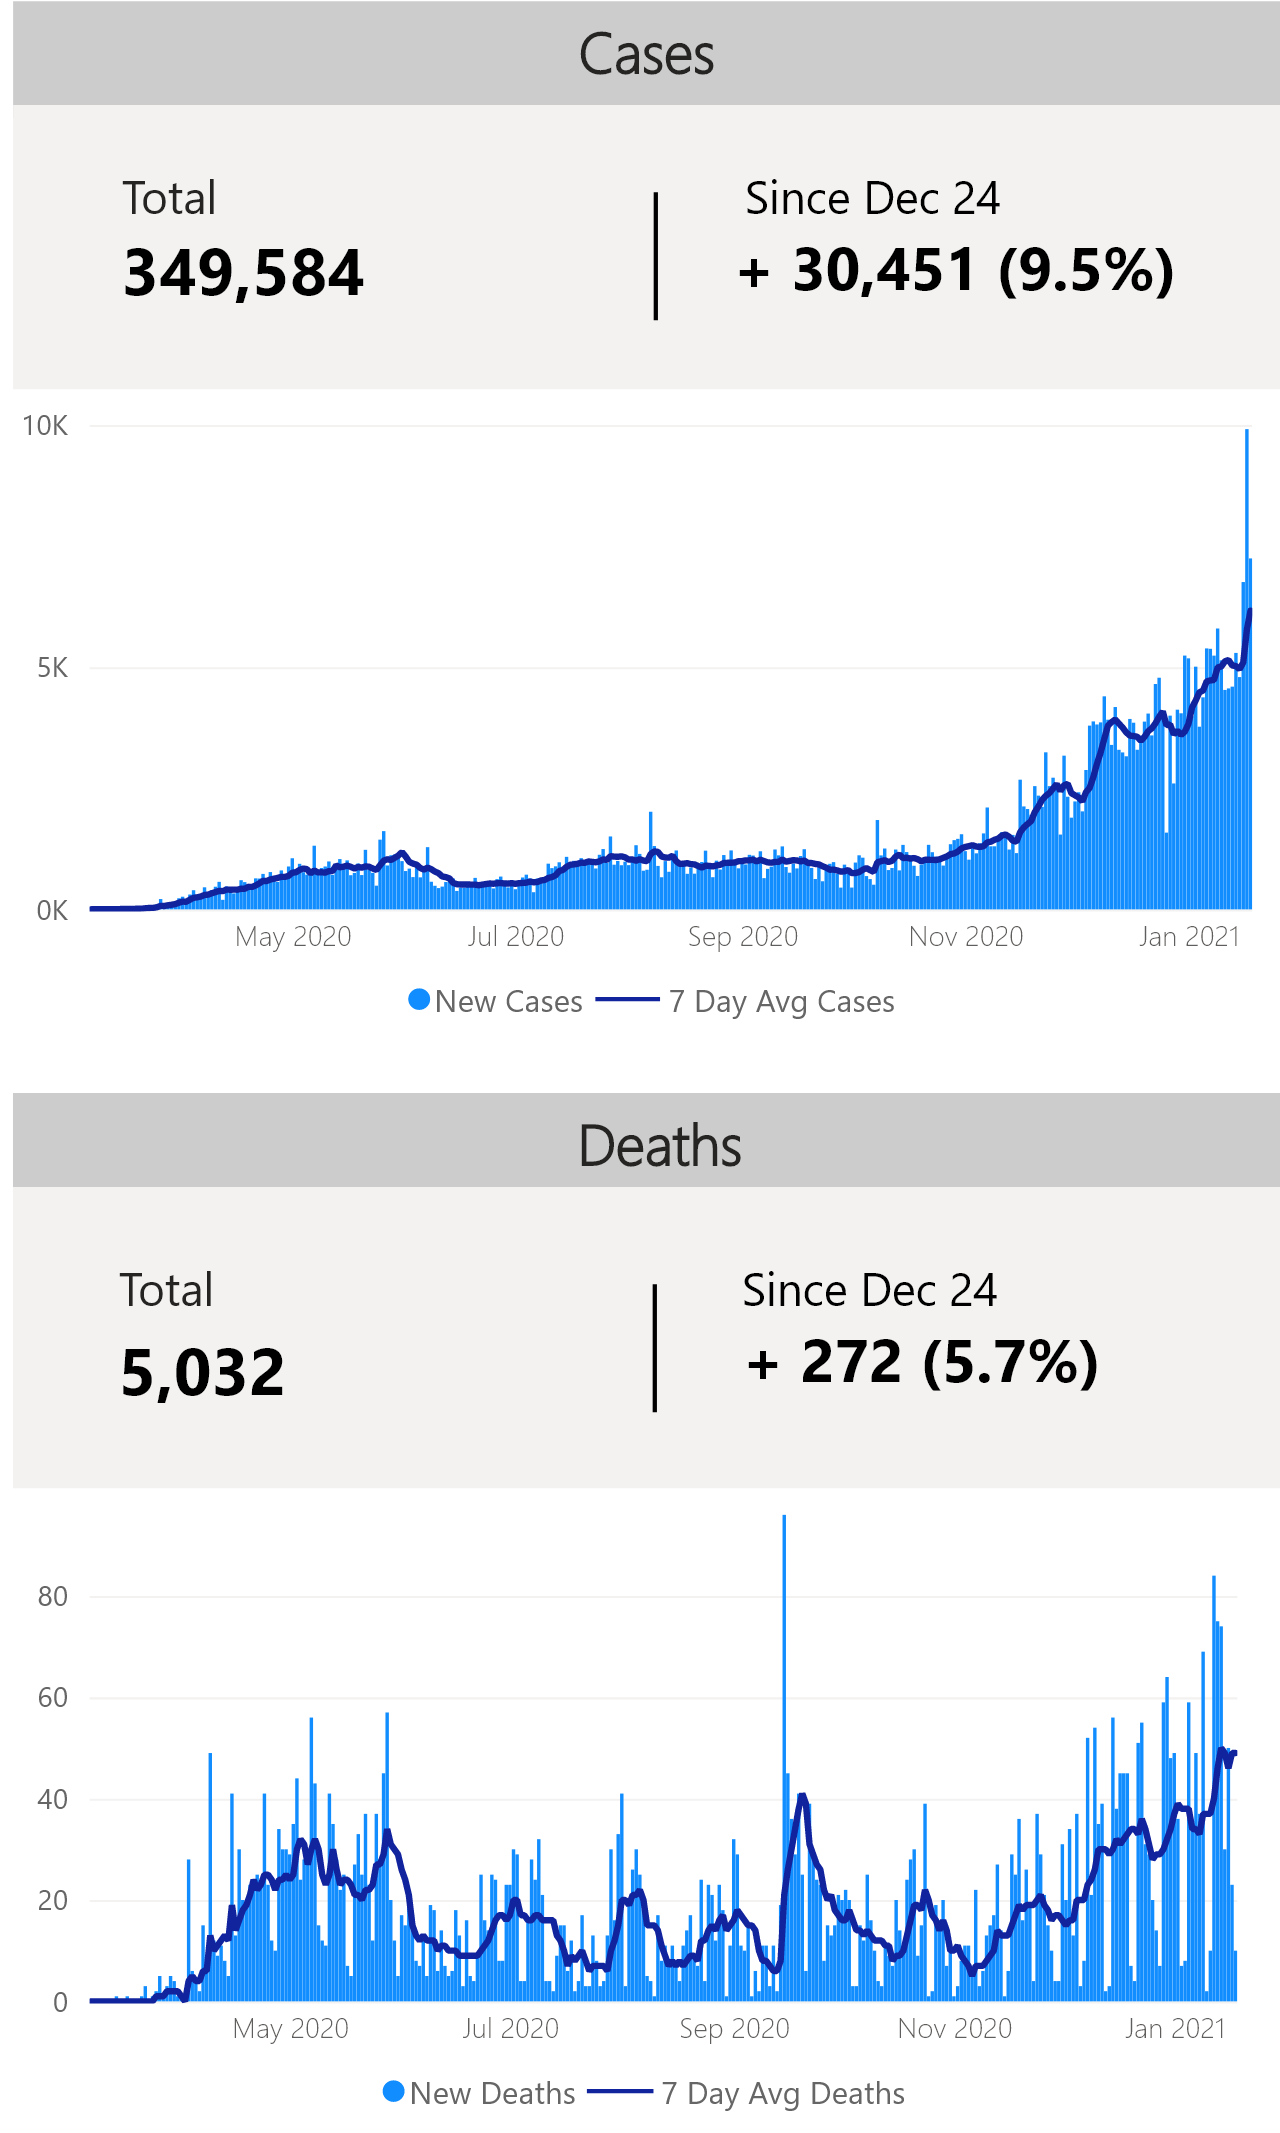 Cases
Total
Since Dec 24
349,584
+ 30,451 (9.5%)
10K
5K
0K
May 2020
Jul 2020
Sep 2020
Nov 2020
Jan 2021
New Cases
7 Day Avg Cases
Deaths
Total
Since Dec 24
5,032
+ 272 (5.7%)
80
60
40
20
0
May 2020
Jul 2020
Sep 2020
Nov 2020
Jan 2021
New Deaths
7 Day Avg Deaths